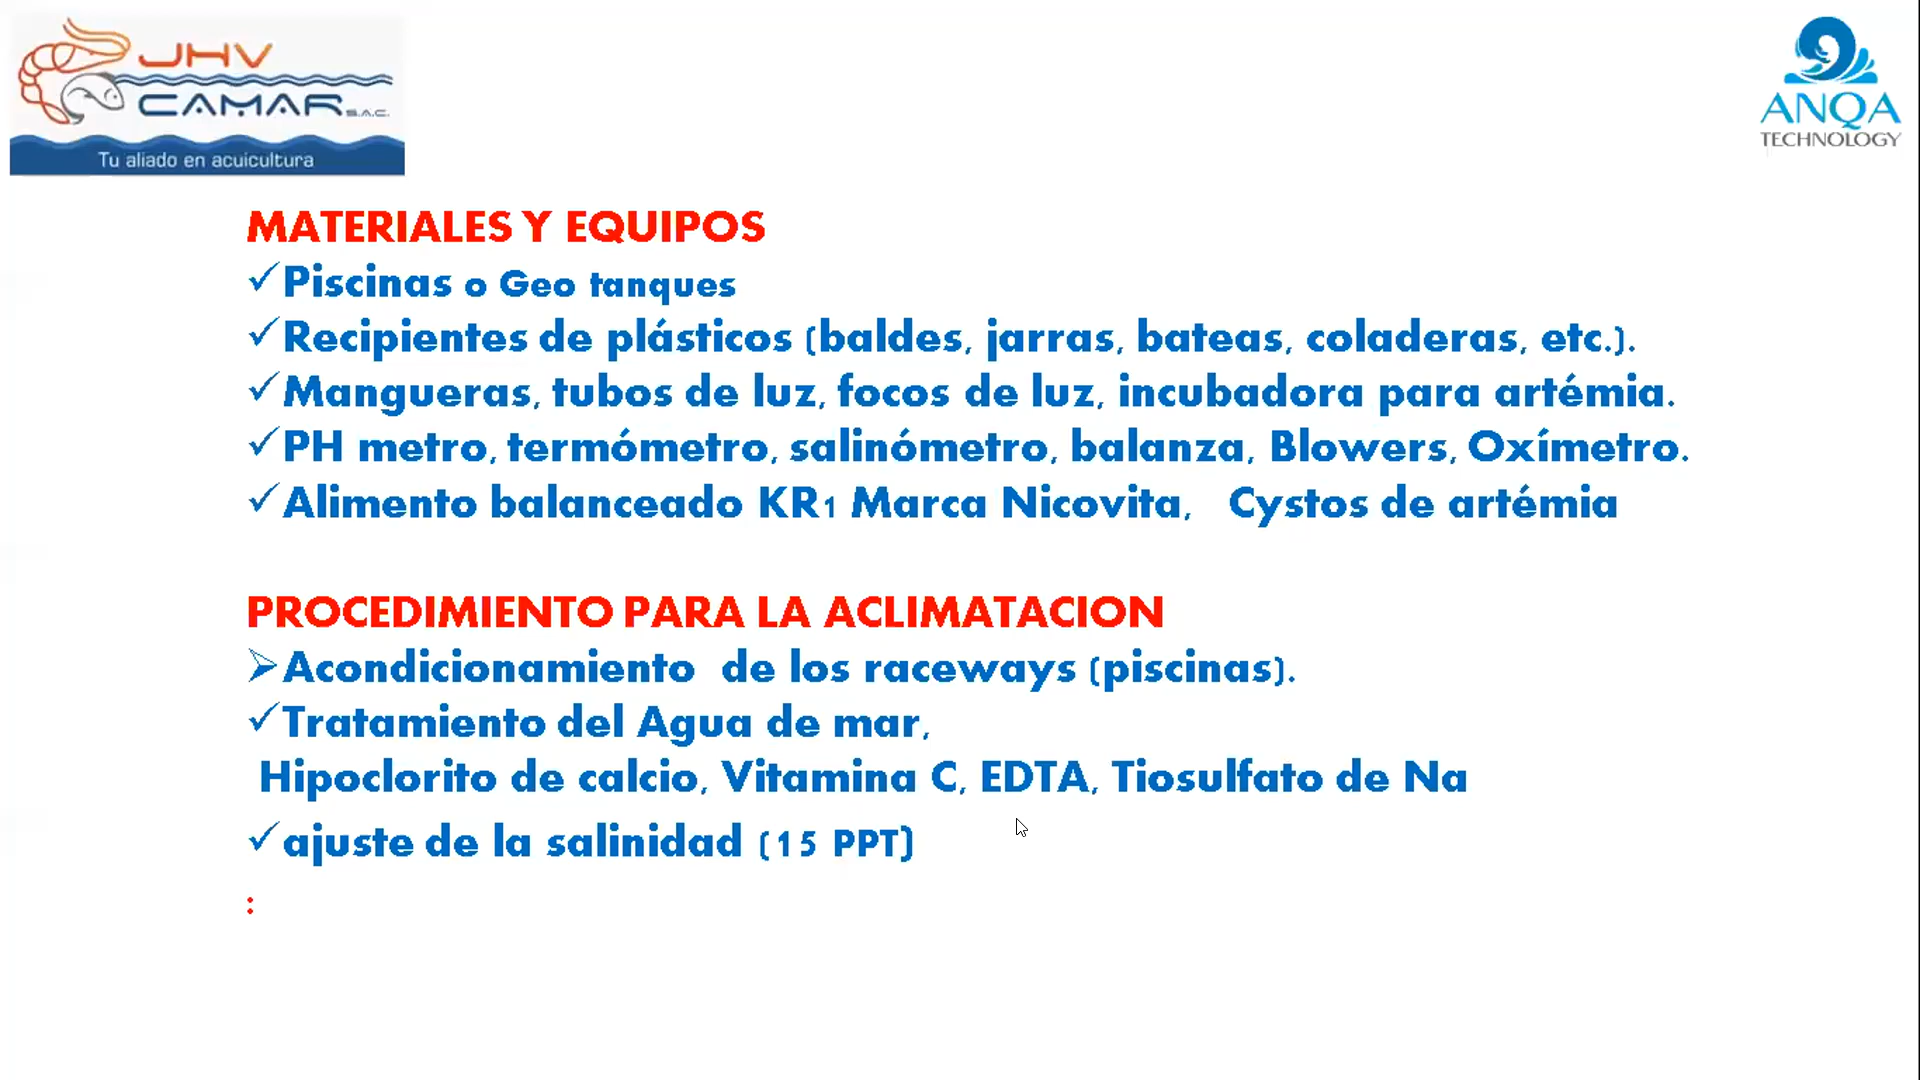 JHV
CAMAR S.A.C.
Tu aliado en acuicultura
ANQA
TECHNOLOGY
MATERIALES Y EQUIPOS
✓Piscinas o Geo tanques
✓Recipientes de plásticos (baldes, jarras, bateas, coladeras, etc.).
✓Mangueras, tubos de luz, focos de luz, incubadora para artémia.
✓PH metro, termómetro, salinómetro, balanza, Blowers, Oxímetro.
✓Alimento balanceado KR1 Marca Nicovita, Cystos de artémia
PROCEDIMIENTO PARA LA ACLIMATACION
➢Acondicionamiento de los raceways (piscinas).
✓Tratamiento del Agua de mar,
Hipoclorito de calcio, Vitamina C, EDTA, Tiosulfato de Na
✓ajuste de la salinidad (15 PPT)
: